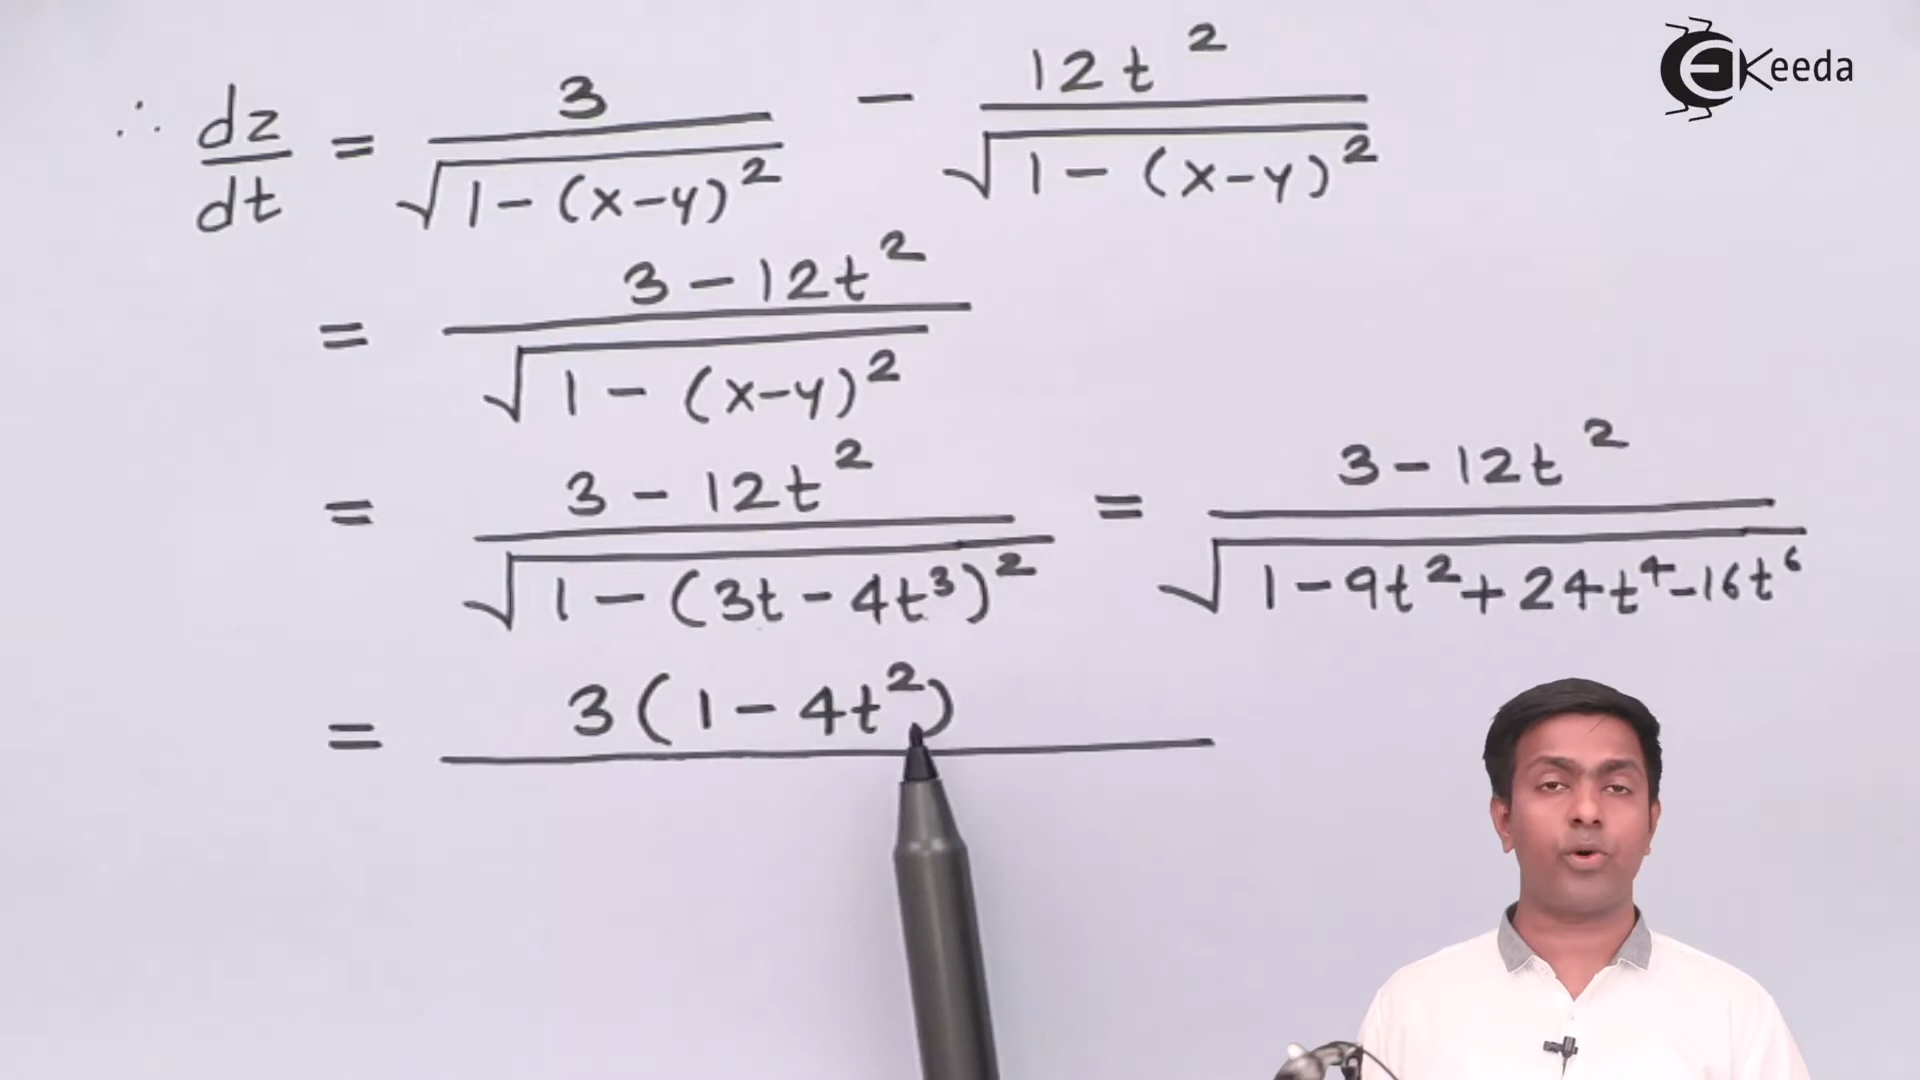 EKeeda
∴ dz/dt = 3/√(1-(x-y)²) - 12t²/√(1-(x-y)²)
= (3-12t²)/√(1-(x-y)²)
= (3-12t²)/√(1-(3t-4t³)²) = (3-12t²)/√(1-9t²+24t⁴-16t⁶)
= 3(1-4t²)/